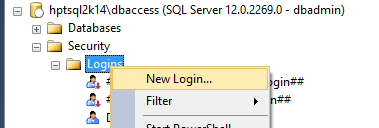 hptsql2k14\dbaccess (SQL Server 12.0.2269.0 - dbadmin)
Databases
Security
Logins
New Login...
Filter